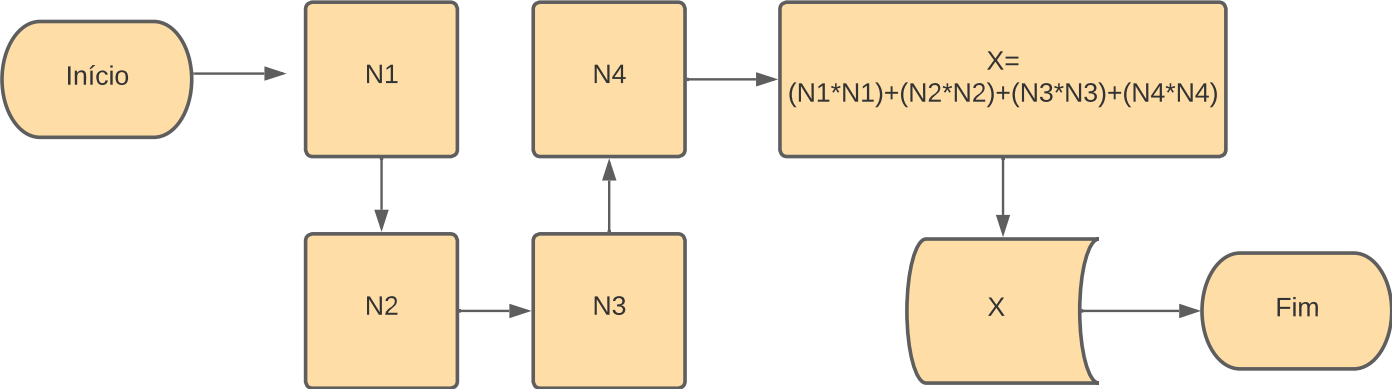 Início
N1
N2
N3
N4
X=
(N1*N1)+(N2*N2)+(N3*N3)+(N4*N4)
X
Fim